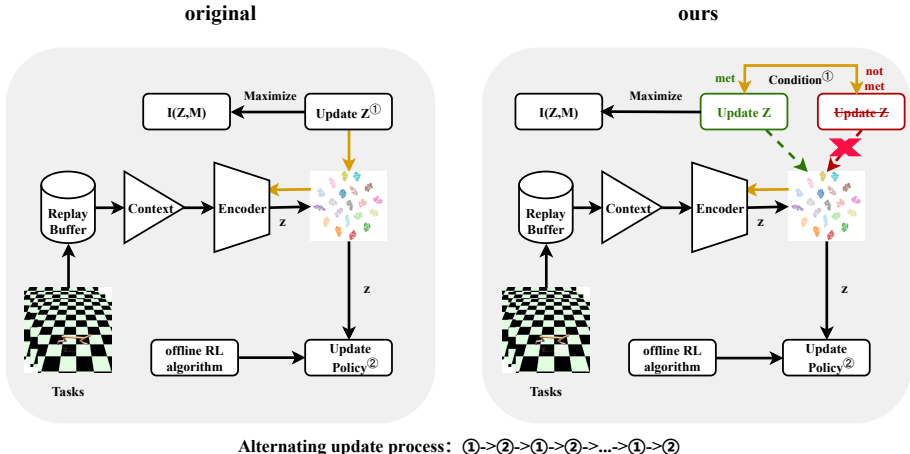 original
I(Z,M)
Maximize
Update Z①
Replay
Buffer
Context
Encoder
z
z
Tasks
offline RL
algorithm
Update
Policy②
ours
met
Condition①
not
met
I(Z,M)
Maximize
Update Z
Update Z
Replay
Buffer
Context
Encoder
z
z
Tasks
offline RL
algorithm
Update
Policy②
Alternating update process: ①->②->①->②->...->①->②